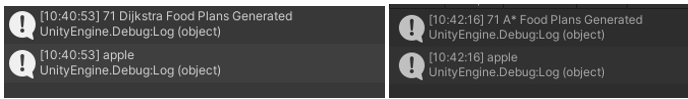 [10:40:53] 71 Dijkstra Food Plans Generated
UnityEngine.Debug:Log (object)
[10:40:53] apple
UnityEngine.Debug:Log (object)
[10:42:16] 71 A* Food Plans Generated
UnityEngine.Debug:Log (object)
[10:42:16] apple
UnityEngine.Debug:Log (object)